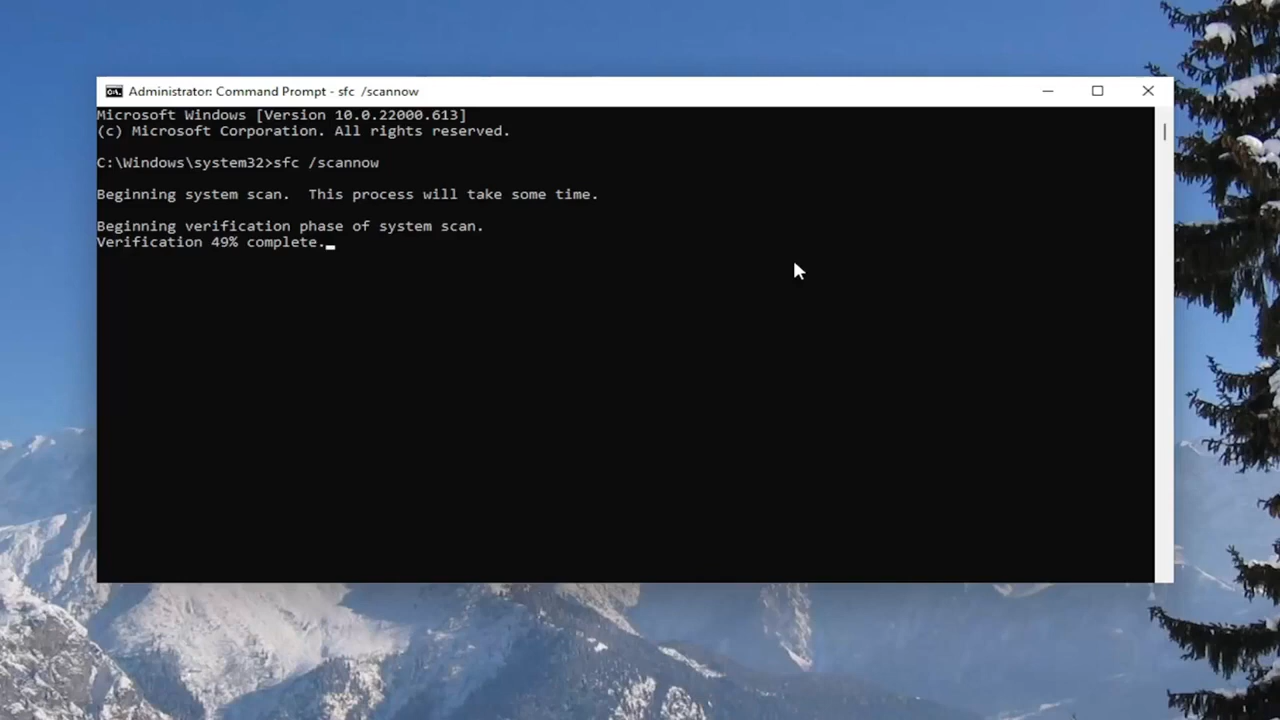 Administrator: Command Prompt - sfc  /scannow
Microsoft Windows [Version 10.0.22000.613]
(c) Microsoft Corporation. All rights reserved.
C:\Windows\system32>sfc /scannow
Beginning system scan.  This process will take some time.
Beginning verification phase of system scan.
Verification 49% complete.